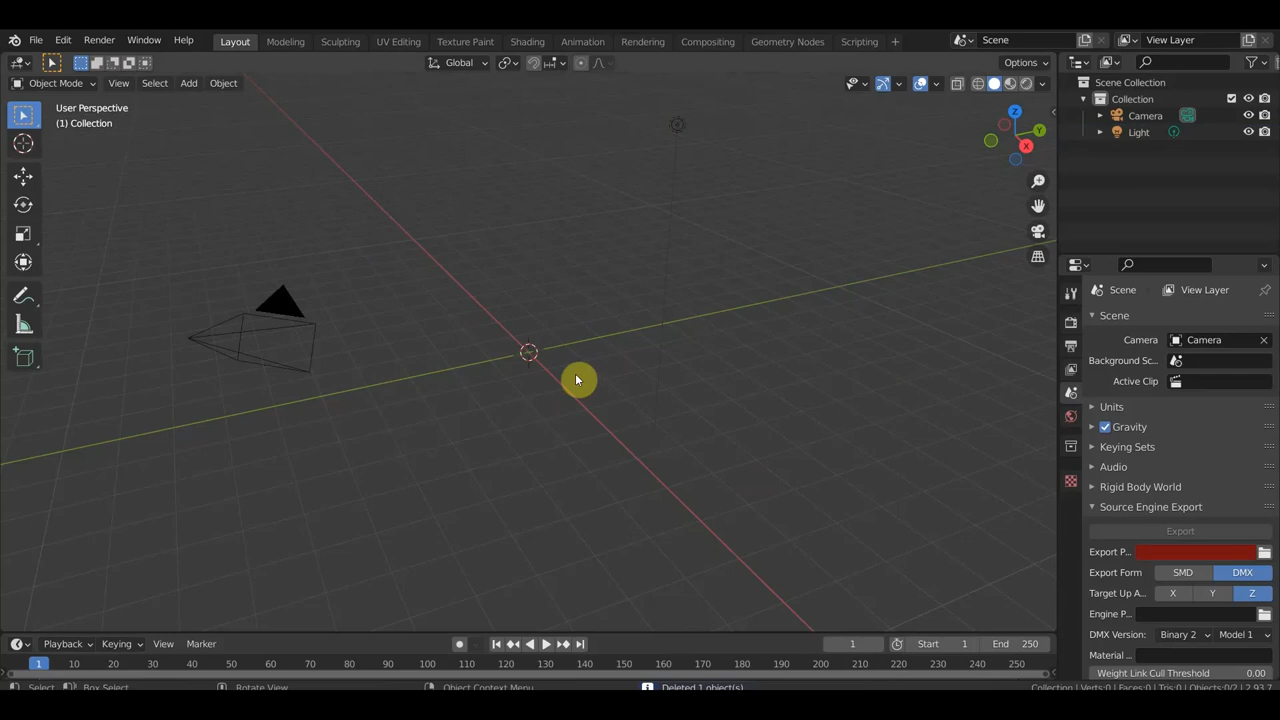 File Edit Render Window Help Layout Modeling Sculpting UV Editing Texture Paint Shading Animation Rendering Compositing Geometry Nodes Scripting + Scene View Layer
Global Options
Object Mode View Select Add Object
User Perspective
(1) Collection
Z
Y
X
Scene Collection
Collection
Camera
Light
Scene View Layer
Scene
Camera Camera
Background Sc...
Active Clip
Units
Gravity
Keying Sets
Audio
Rigid Body World
Source Engine Export
Export
Export P...
Export Form SMD DMX
Target Up A... X Y Z
Engine P...
DMX Version: Binary 2 Model 1
Material ...
Weight Link Cull Threshold 0.00
Playback Keying View Marker 1 Start 1 End 250
1 10 20 30 40 50 60 70 80 90 100 110 120 130 140 150 160 170 180 190 200 210 220 230 240 250
Select Box Select Rotate View Object Context Menu Deleted 1 object(s) Collection | Verts:0 | Faces:0 | Tris:0 | Objects:0/2 | 2.93.7